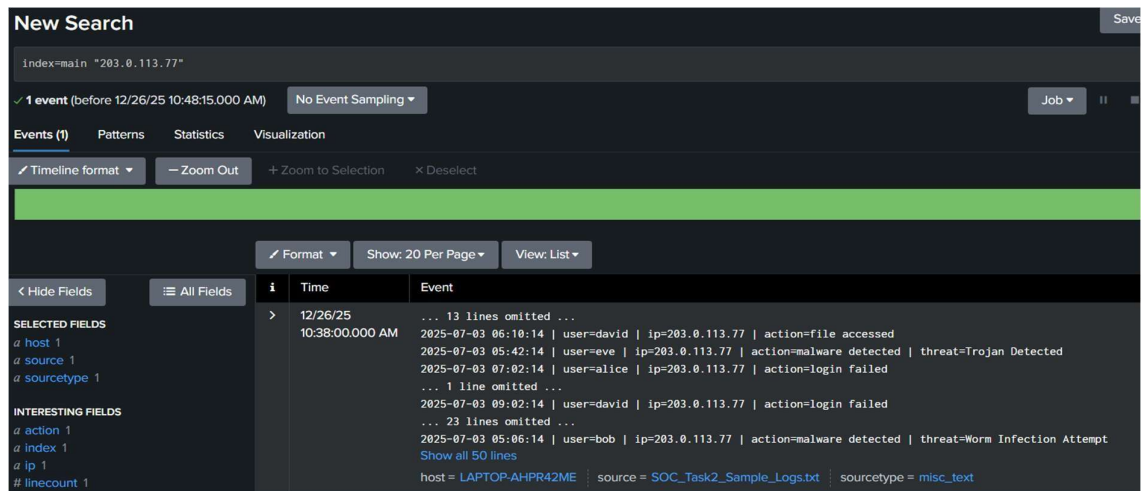 New Search
Save
index=main "203.0.113.77"
✓ 1 event (before 12/26/25 10:48:15.000 AM)
No Event Sampling ▾
Job ▾
Events (1) Patterns Statistics Visualization
Timeline format ▾
— Zoom Out
+ Zoom to Selection
× Deselect
Format ▾
Show: 20 Per Page ▾
View: List ▾
< Hide Fields
All Fields
i Time Event
SELECTED FIELDS
a host 1
a source 1
a sourcetype 1
INTERESTING FIELDS
a action 1
a index 1
a ip 1
# linecount 1
> 12/26/25
10:38:00.000 AM
... 13 lines omitted ...
2025-07-03 06:10:14 | user=david | ip=203.0.113.77 | action=file accessed
2025-07-03 05:42:14 | user=eve | ip=203.0.113.77 | action=malware detected | threat=Trojan Detected
2025-07-03 07:02:14 | user=alice | ip=203.0.113.77 | action=login failed
... 1 line omitted ...
2025-07-03 09:02:14 | user=david | ip=203.0.113.77 | action=login failed
... 23 lines omitted ...
2025-07-03 05:06:14 | user=bob | ip=203.0.113.77 | action=malware detected | threat=Worm Infection Attempt
Show all 50 lines
host = LAPTOP-AHPR42ME source = SOC_Task2_Sample_Logs.txt sourcetype = misc_text